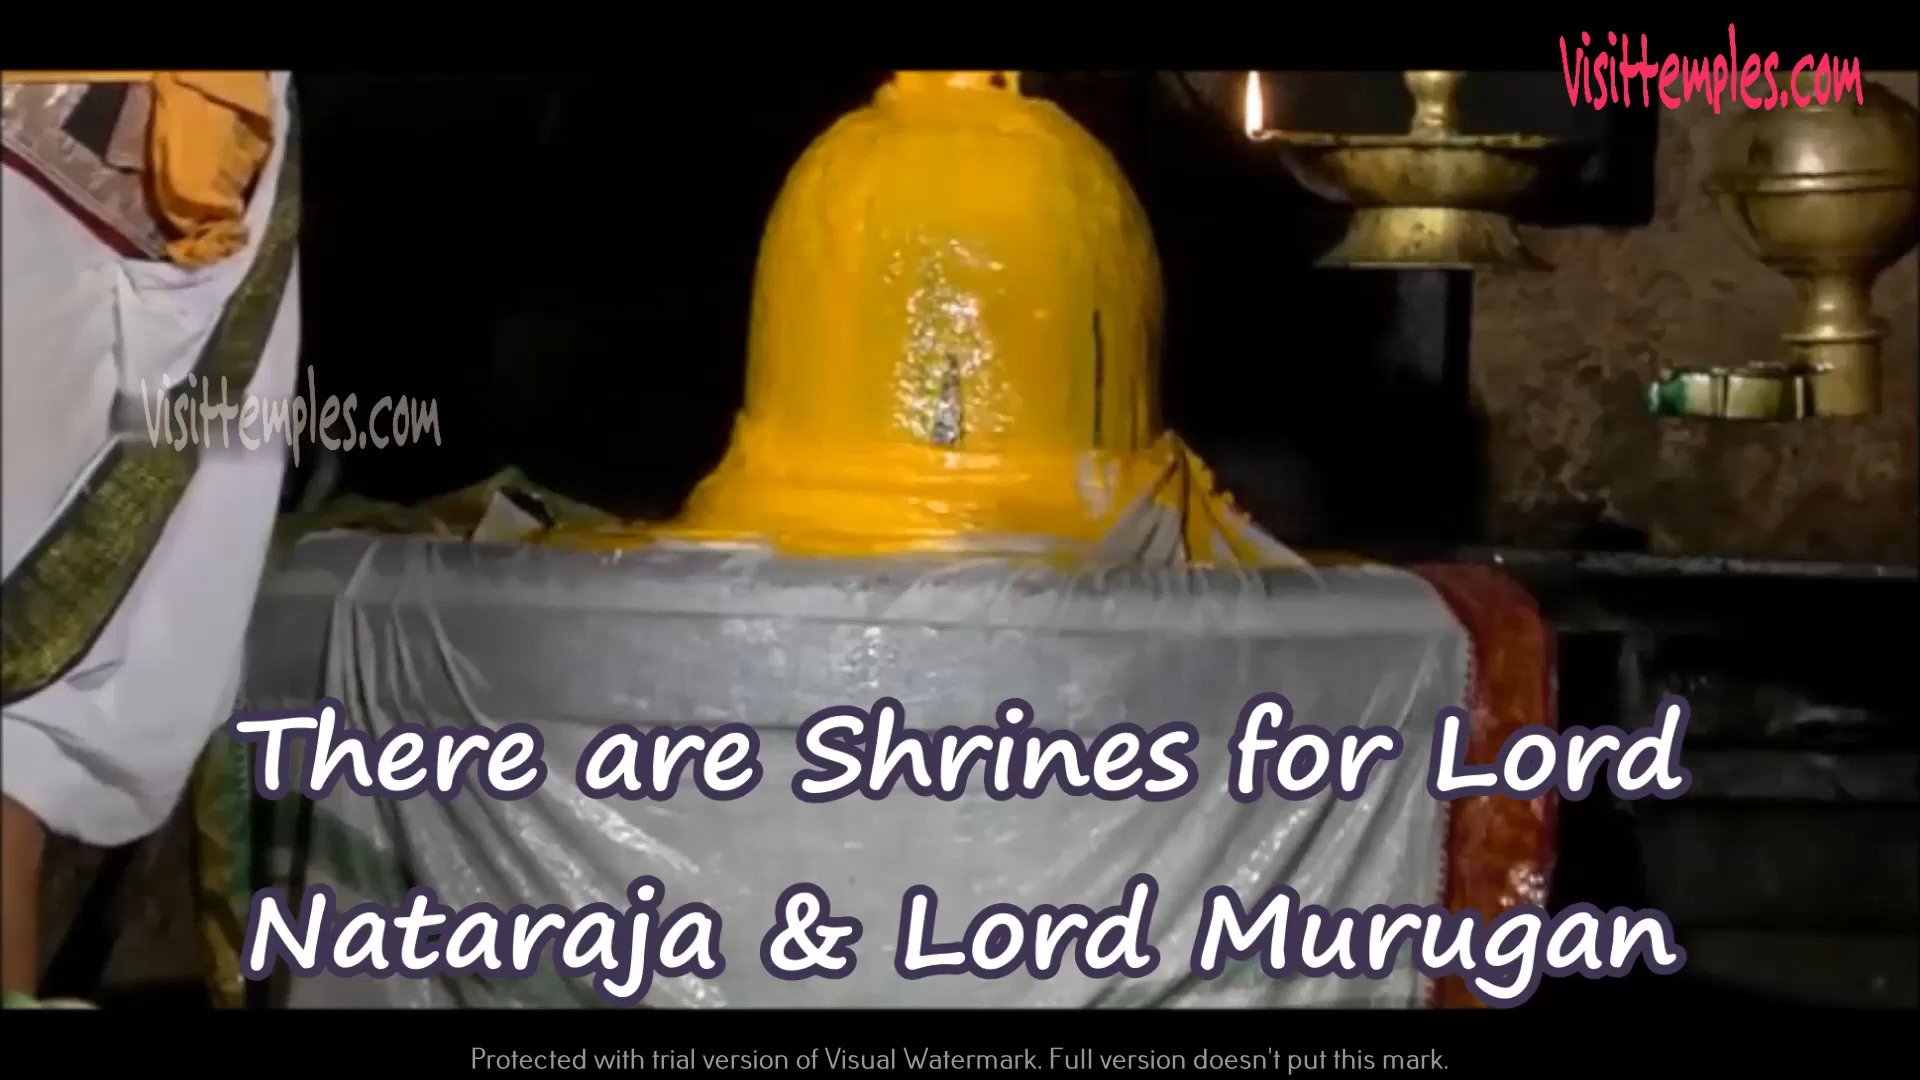 Visittemples.com
Visittemples.com
There are Shrines for Lord
Nataraja & Lord Murugan
Protected with trial version of Visual Watermark. Full version doesn't put this mark.